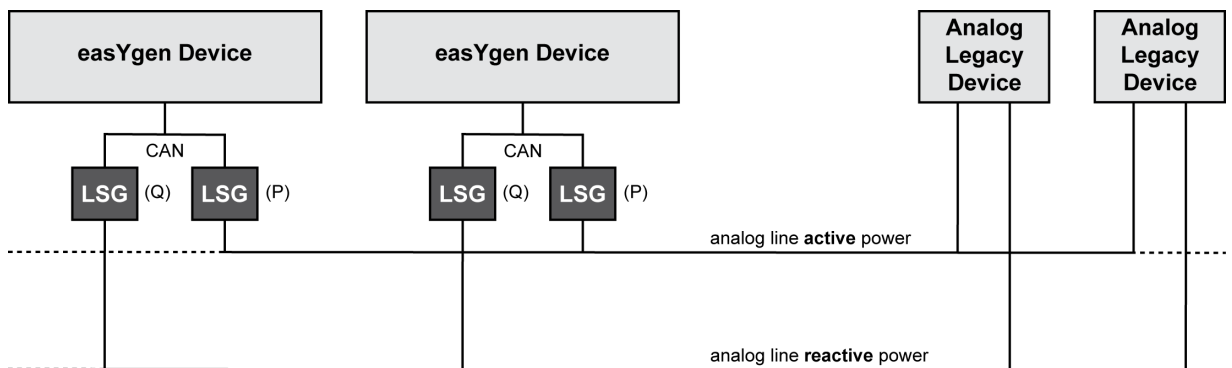 easYgen Device
easYgen Device
Analog
Legacy
Device
Analog
Legacy
Device
CAN
CAN
LSG (Q)
LSG (P)
LSG (Q)
LSG (P)
analog line active power
analog line reactive power